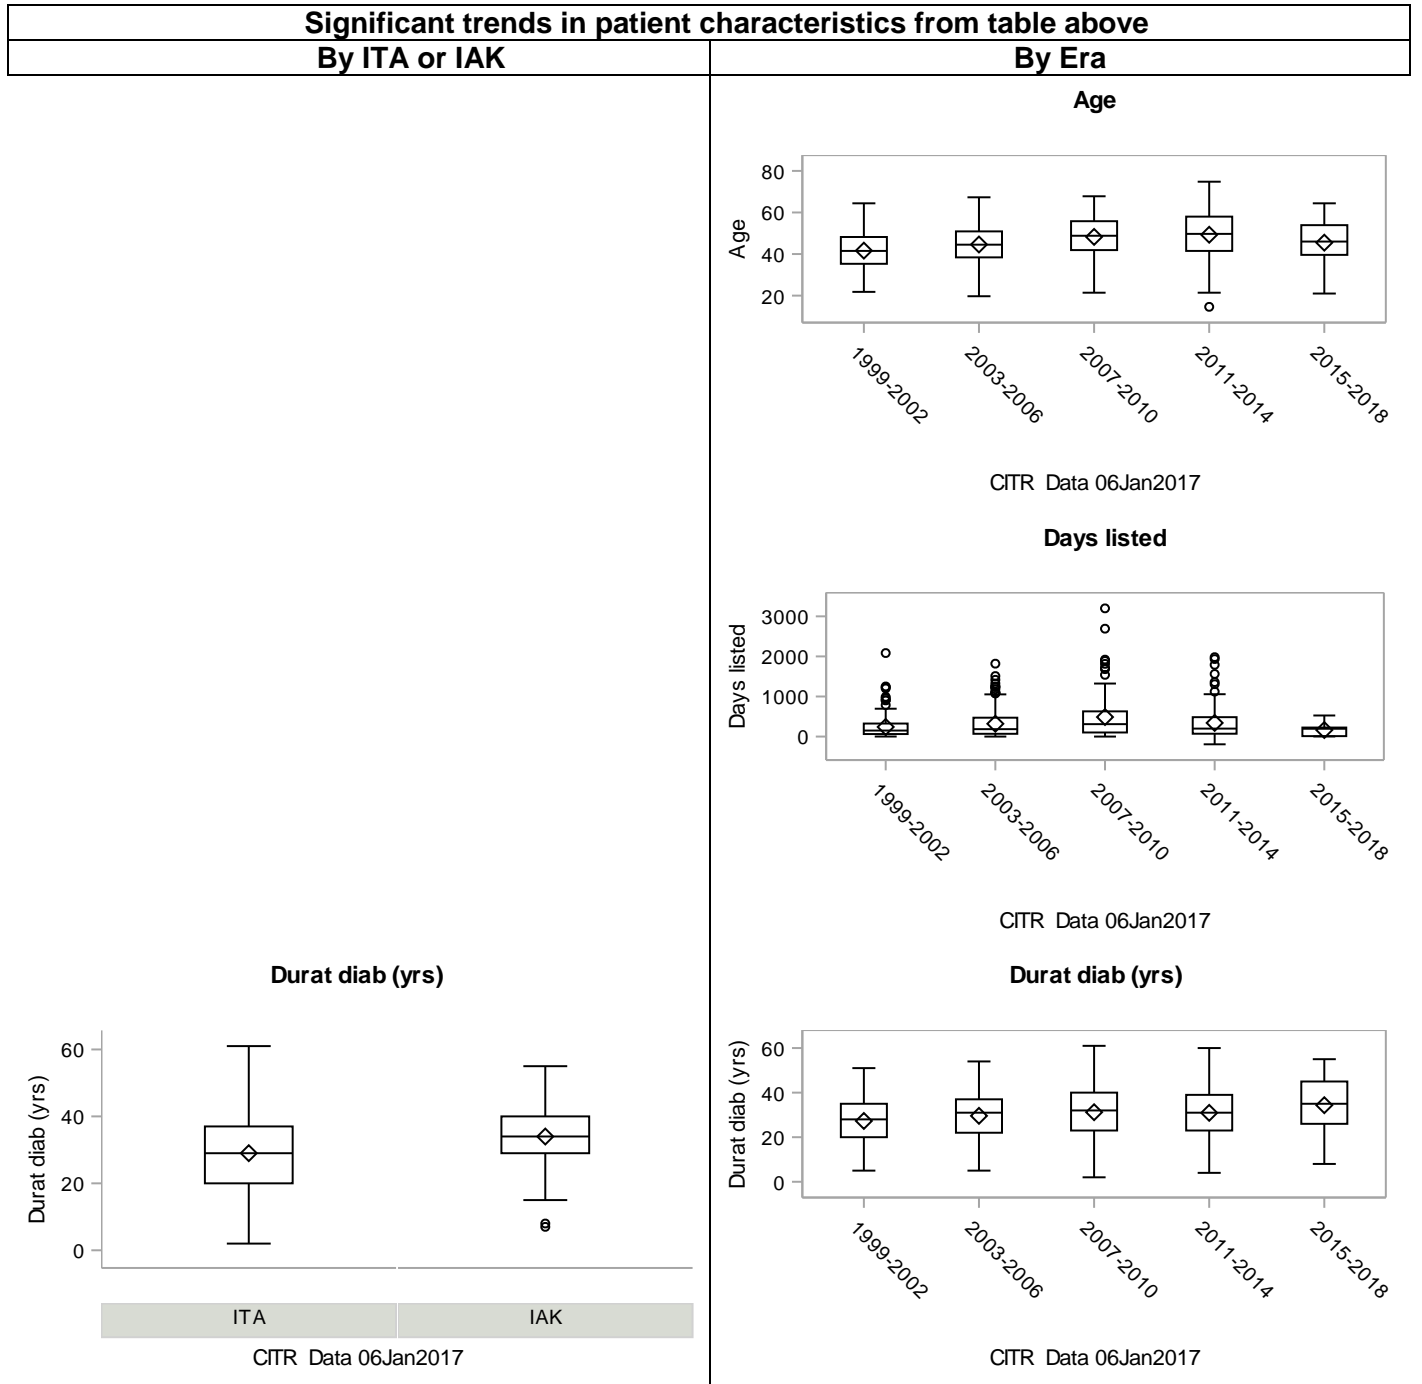 Significant trends in patient characteristics from table above
By ITA or IAK
By Era
Age
Age
80
60
40
20
1999-2002
2003-2006
2007-2010
2011-2014
2015-2018
CITR Data 06Jan2017
Days listed
Days listed
3000
2000
1000
0
1999-2002
2003-2006
2007-2010
2011-2014
2015-2018
CITR Data 06Jan2017
Durat diab (yrs)
Durat diab (yrs)
60
40
20
0
ITA
IAK
CITR Data 06Jan2017
Durat diab (yrs)
Durat diab (yrs)
60
40
20
0
1999-2002
2003-2006
2007-2010
2011-2014
2015-2018
CITR Data 06Jan2017